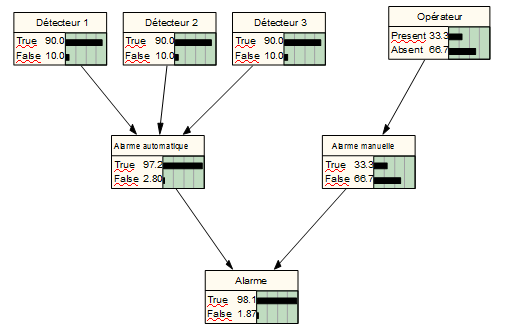 Détecteur 1
True 90.0
False 10.0
Détecteur 2
True 90.0
False 10.0
Détecteur 3
True 90.0
False 10.0
Opérateur
Present 33.3
Absent 66.7
Alarme automatique
True 97.2
False 2.80
Alarme manuelle
True 33.3
False 66.7
Alarme
True 98.1
False 1.87